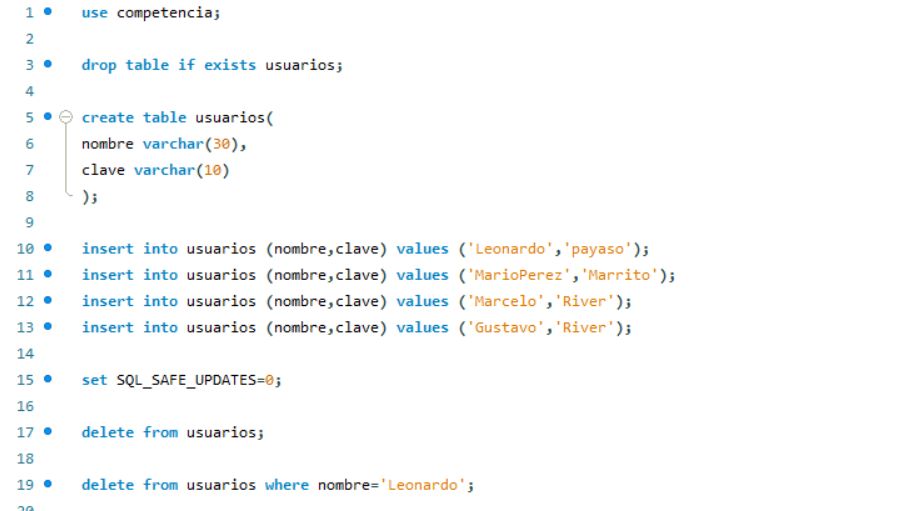 1 use competencia;
2
3 drop table if exists usuarios;
4
5 create table usuarios(
6 nombre varchar(30),
7 clave varchar(10)
8 );
9
10 insert into usuarios (nombre,clave) values ('Leonardo','payaso');
11 insert into usuarios (nombre,clave) values ('MarioPerez','Marrito');
12 insert into usuarios (nombre,clave) values ('Marcelo','River');
13 insert into usuarios (nombre,clave) values ('Gustavo','River');
14
15 set SQL_SAFE_UPDATES=0;
16
17 delete from usuarios;
18
19 delete from usuarios where nombre='Leonardo';
20